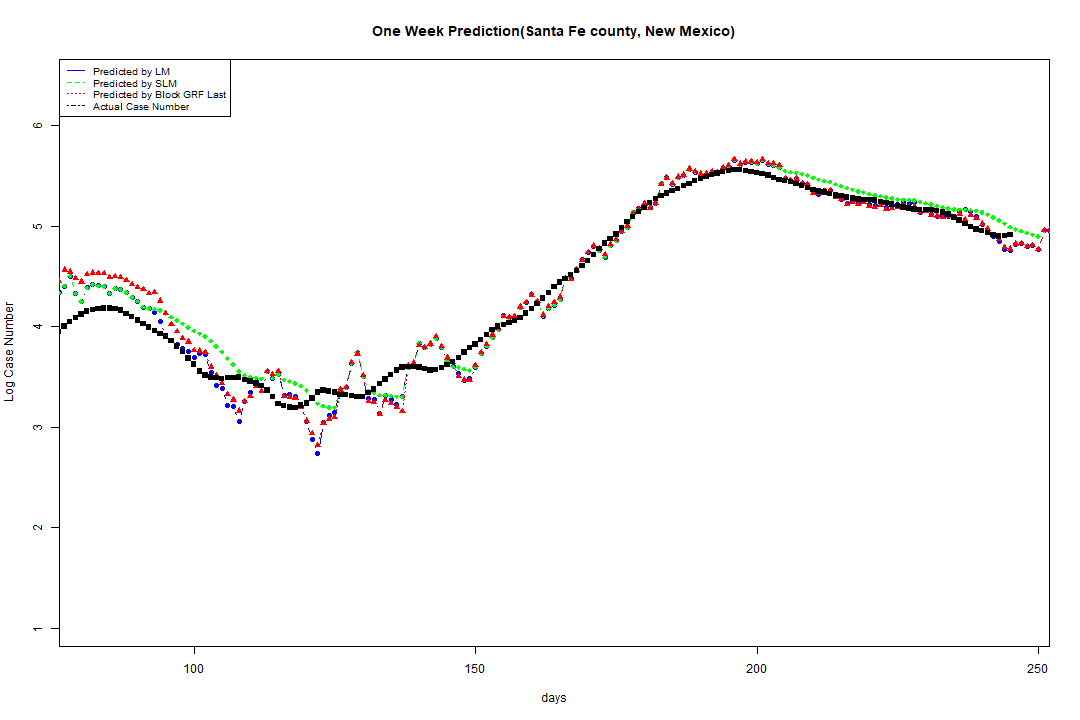 One Week Prediction(Santa Fe county, New Mexico)
Predicted by LM
Predicted by SLM
Predicted by Block GRF Last
Actual Case Number
6
5
4
3
2
1
Log Case Number
100 150 200 250
days